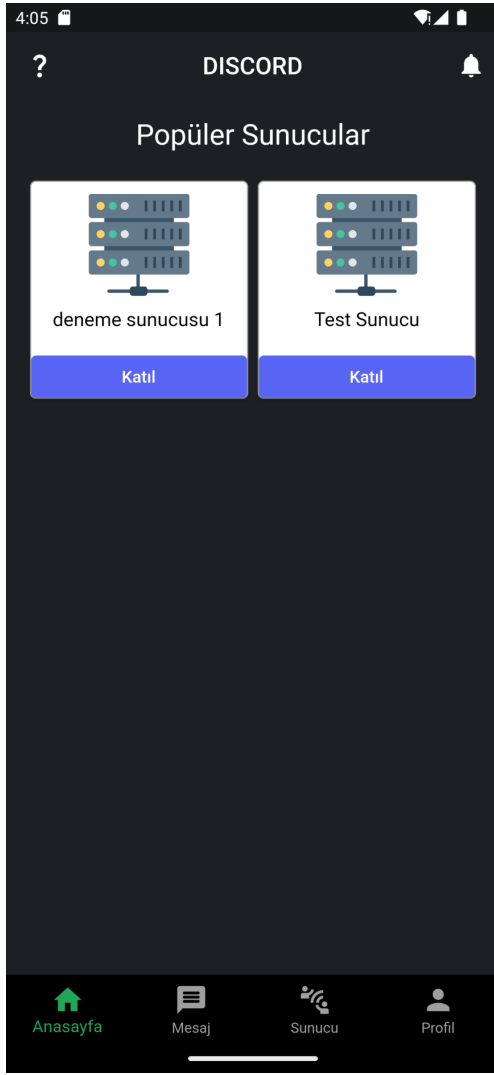 4:05
?
DISCORD
Popüler Sunucular
deneme sunucusu 1
Test Sunucu
Katıl
Katıl
Anasayfa
Mesaj
Sunucu
Profil